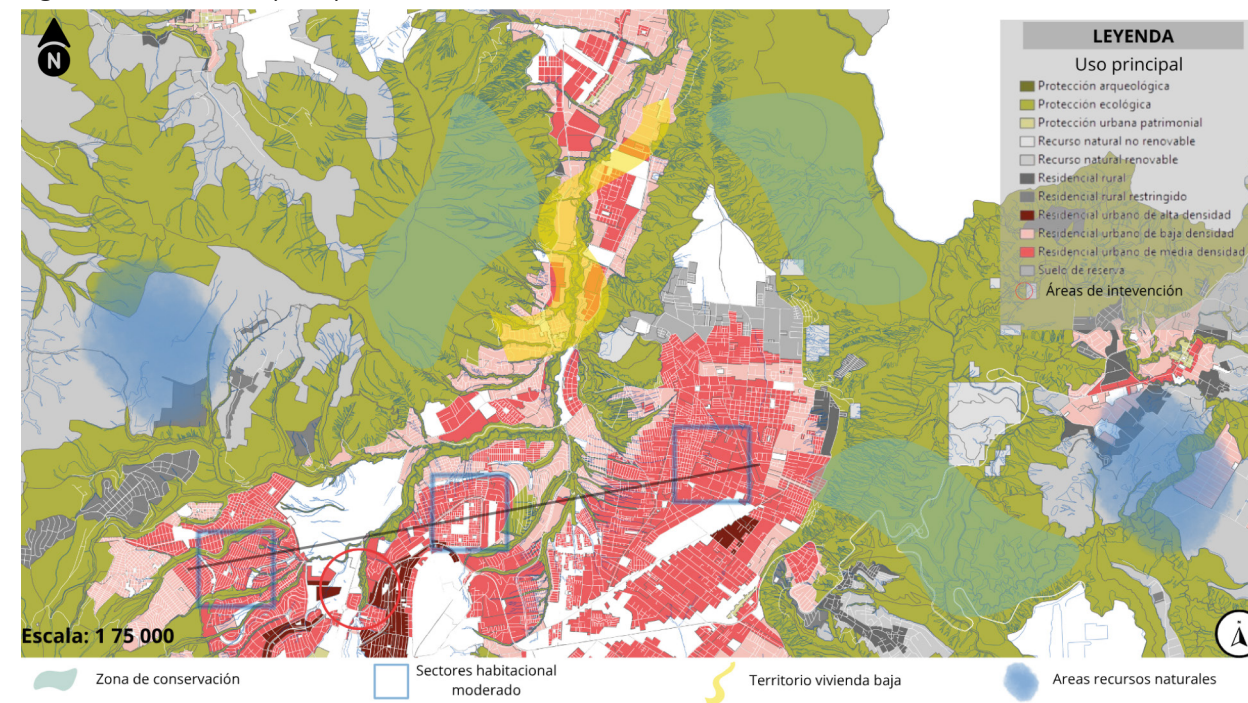 N
LEYENDA
Uso principal
Protección arqueológica
Protección ecológica
Protección urbana patrimonial
Recurso natural no renovable
Recurso natural renovable
Residencial rural
Residencial rural restringido
Residencial urbano de alta densidad
Residencial urbano de baja densidad
Residencial urbano de media densidad
Suelo de reserva
Áreas de intevención
Escala: 1 75 000
Zona de conservación
Sectores habitacional
moderado
Territorio vivienda baja
Areas recursos naturales